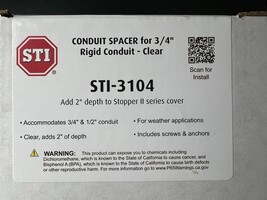 STI
CONDUIT SPACER for 3/4"
Rigid Conduit - Clear
Scan for
Install
STI-3104
Add 2" depth to Stopper II series cover
• Accommodates 3/4" & 1/2" conduit
• For weather applications
• Clear, adds 2" of depth
• Includes screws & anchors
WARNING: This product may contain chemicals including
Dichloromethane, which is known to the State of California to cause cancer, and
Bisphenol A (BPA), which is known to the State of California to cause birth defects
or other reproductive harm. For more information go to www.P65Warnings.ca.gov